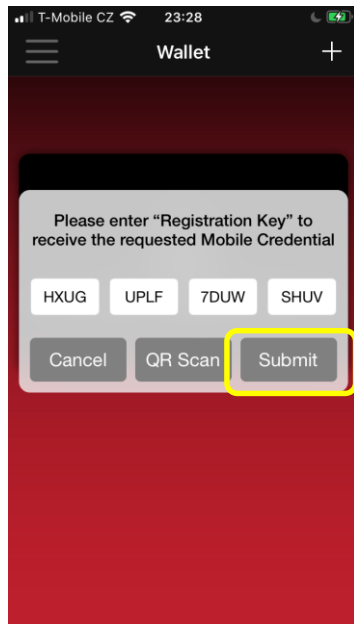 T-Mobile CZ 23:28
Wallet
Please enter “Registration Key” to
receive the requested Mobile Credential
HXUG UPLF 7DUW SHUV
Cancel QR Scan Submit